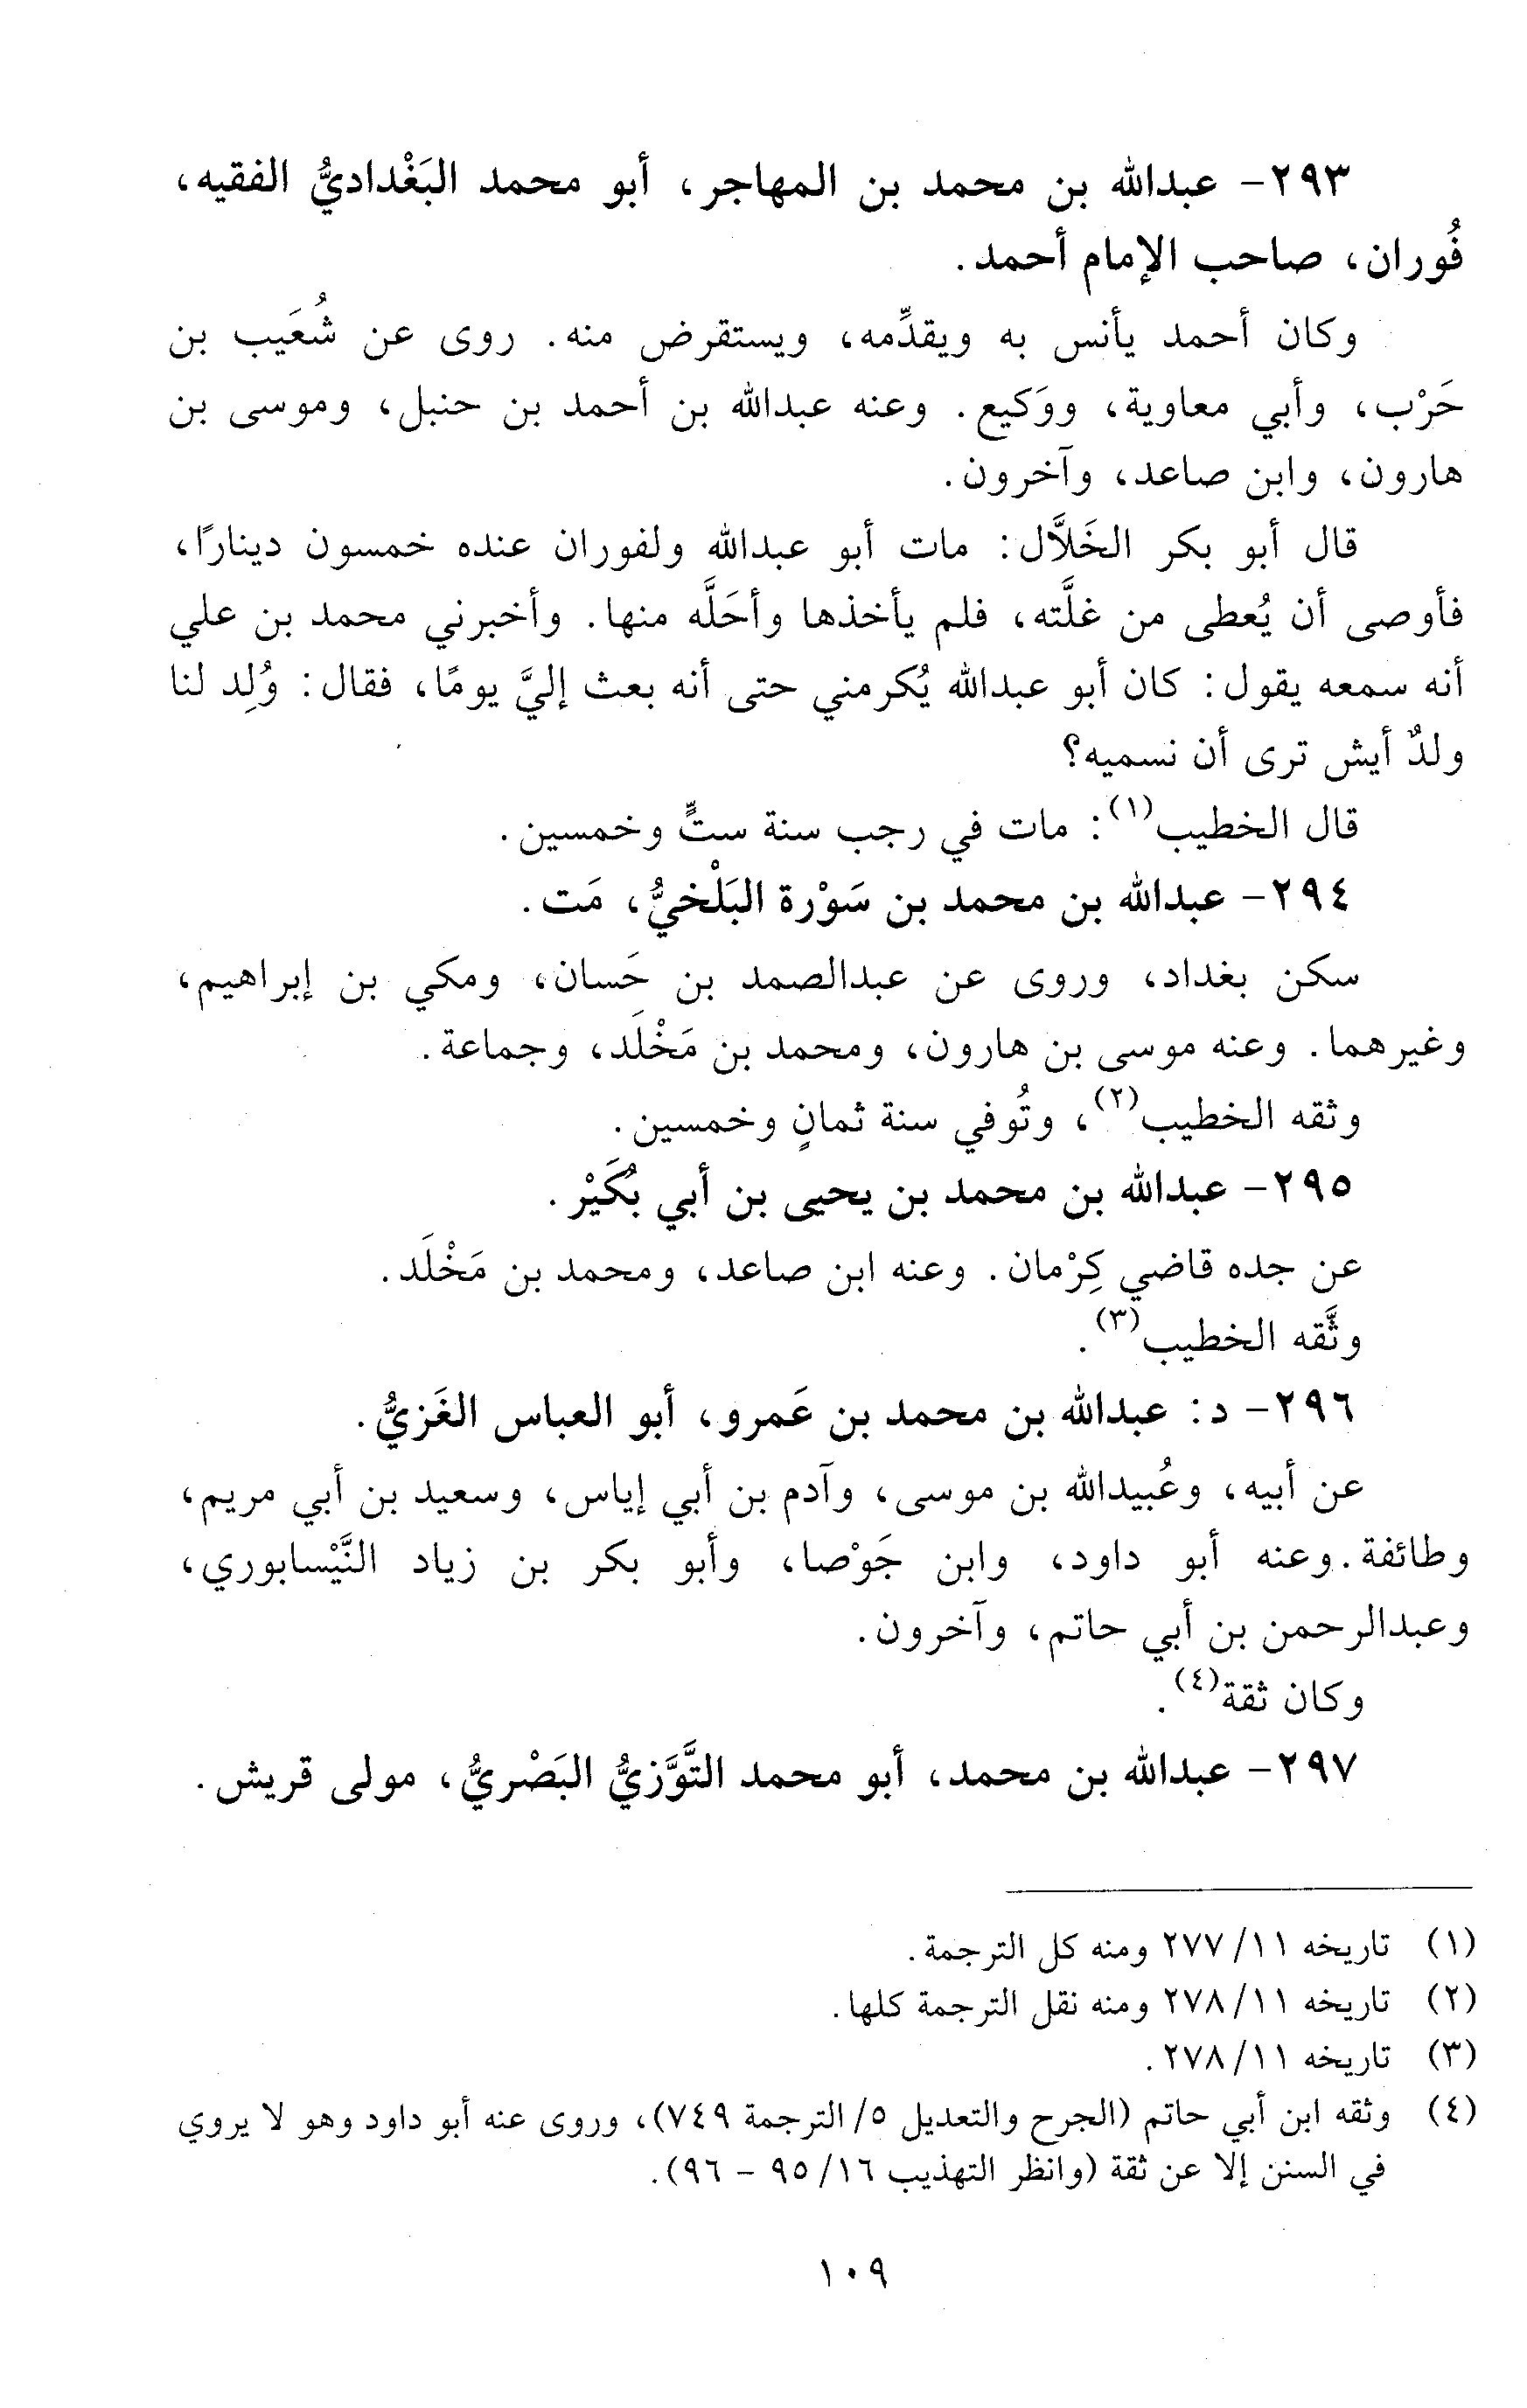 ٢٩٣- عبدالله بن محمد بن المهاجر، أبو محمد البَغْداديُّ الفقيه،
فُوران، صاحب الإمام أحمد.
وكان أحمد يأنس به ويقدِّمه، ويستقرض منه. روى عن شُعَيب بن
حَرْب، وأبي معاوية، ووَكيع. وعنه عبدالله بن أحمد بن حنبل، وموسى بن
هارون، وابن صاعد، وآخرون.
قال أبو بكر الخَلاَّل: مات أبو عبدالله ولفوران عنده خمسون دينارًا،
فأوصى أن يُعطى من غلَّته، فلم يأخذها وأحَلَّه منها. وأخبرني محمد بن علي
أنه سمعه يقول: كان أبو عبدالله يُكرمني حتى أنه بعث إليَّ يومًا، فقال: وُلِد لنا
ولدٌ أيش ترى أن نسميه؟
قال الخطيب(١): مات في رجب سنة ستٍّ وخمسين.
٢٩٤- عبدالله بن محمد بن سَوْرة البَلْخيُّ، مَت.
سكن بغداد، وروى عن عبدالصمد بن حَسان، ومكي بن إبراهيم،
وغيرهما. وعنه موسى بن هارون، ومحمد بن مَخْلَد، وجماعة.
وثقه الخطيب(٢)، وتُوفي سنة ثمانٍ وخمسين.
٢٩٥- عبدالله بن محمد بن يحيى بن أبي بُكَيْر.
عن جده قاضي كِرْمان. وعنه ابن صاعد، ومحمد بن مَخْلَد.
وثَّقه الخطيب(٣).
٢٩٦- د: عبدالله بن محمد بن عَمرو، أبو العباس الغَزيُّ.
عن أبيه، وعُبيدالله بن موسى، وآدم بن أبي إياس، وسعيد بن أبي مريم،
وطائفة. وعنه أبو داود، وابن جَوْصا، وأبو بكر بن زياد النَّيْسابوري،
وعبدالرحمن بن أبي حاتم، وآخرون.
وكان ثقة(٤).
٢٩٧- عبدالله بن محمد، أبو محمد التَّوَّزيُّ البَصْريُّ، مولى قريش.
(١) تاريخه ١١/ ٢٧٧ ومنه كل الترجمة.
(٢) تاريخه ١١/ ٢٧٨ ومنه نقل الترجمة كلها.
(٣) تاريخه ١١/ ٢٧٨.
(٤) وثقه ابن أبي حاتم (الجرح والتعديل ٥/ الترجمة ٧٤٩)، وروى عنه أبو داود وهو لا يروي
في السنن إلا عن ثقة (وانظر التهذيب ١٦/ ٩٥ - ٩٦).
١٠٩